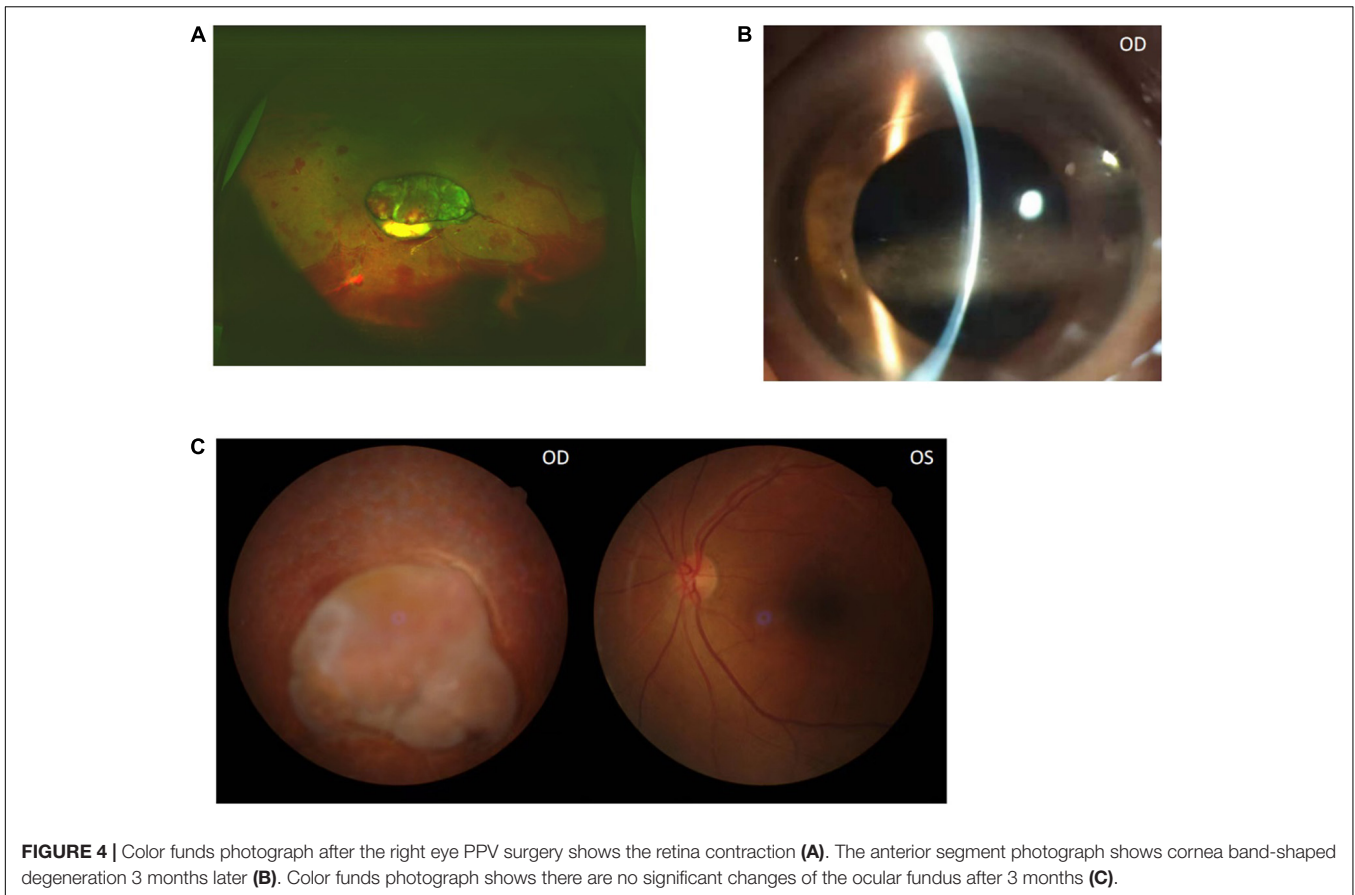 A
B
OD
C
OD
OS
FIGURE 4 | Color funds photograph after the right eye PPV surgery shows the retina contraction (A). The anterior segment photograph shows cornea band-shaped
degeneration 3 months later (B). Color funds photograph shows there are no significant changes of the ocular fundus after 3 months (C).